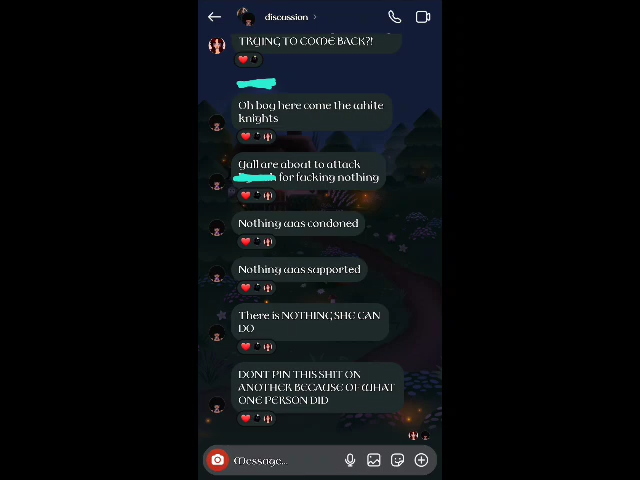 discussion
TRYING TO COME BACK?!
Oh boy here come the white
knights
Yall are about to attack
for fucking nothing
Nothing was condoned
Nothing was supported
There is NOTHING SHE CAN
DO
DONT PIN THIS SHIT ON
ANOTHER BECAUSE OF WHAT
ONE PERSON DID
Message...